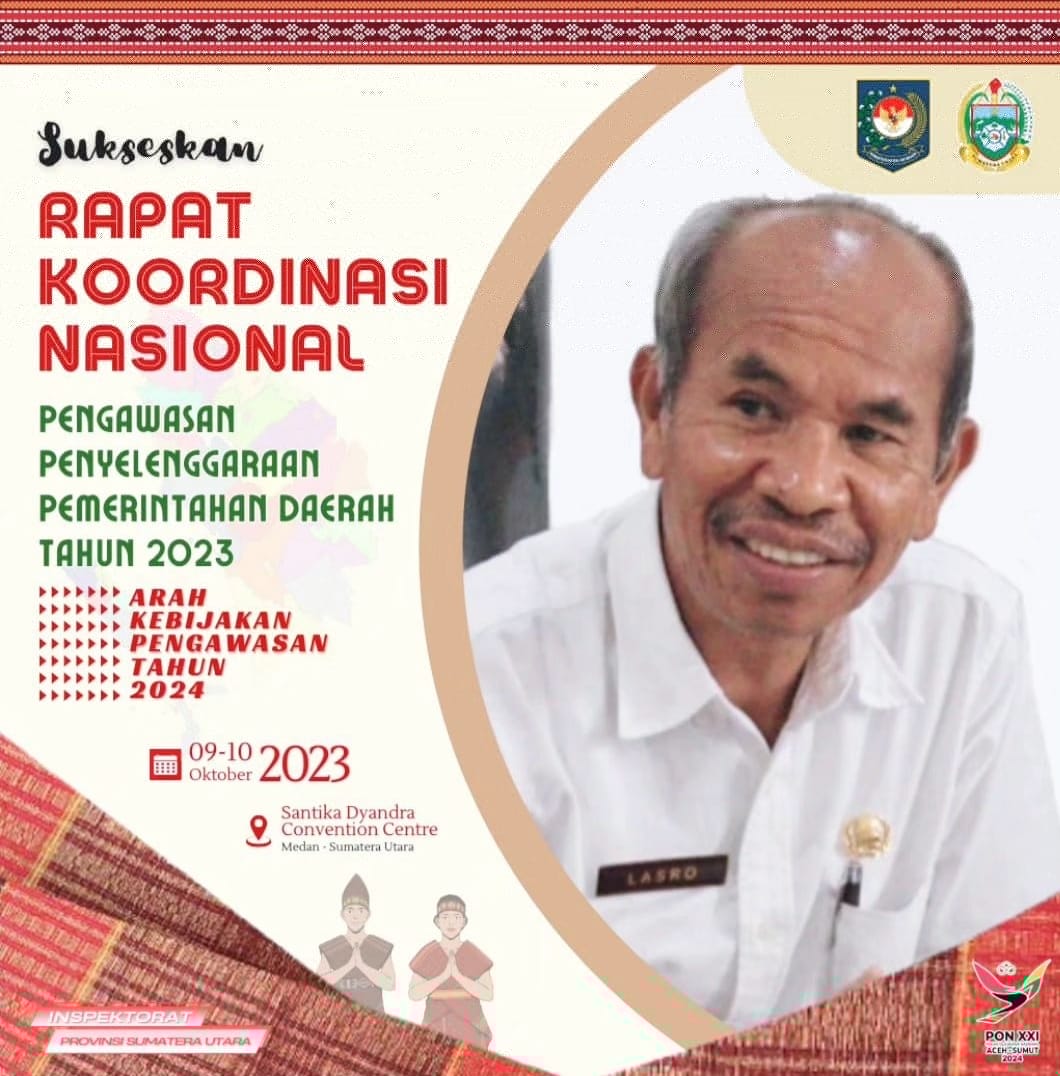 Sukseskan
RAPAT
KOORDINASI
NASIONAL
PENGAWASAN
PENYELENGGARAAN
PEMERINTAHAN DAERAH
TAHUN 2023
ARAH
KEBIJAKAN
PENGAWASAN
TAHUN
2024
09-10
Oktober
2023
Santika Dyandra
Convention Centre
Medan - Sumatera Utara
LASRO
INSPEKTORAT
PROVINSI SUMATERA UTARA
PON XXI
ACEH-SUMUT
2024